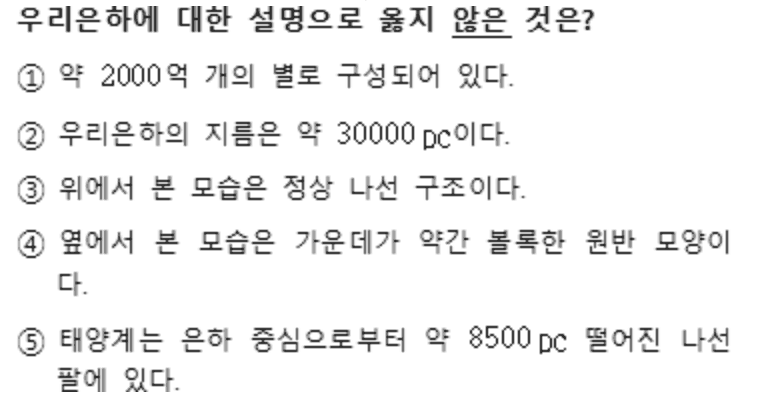 우리은하에 대한 설명으로 옳지 않은 것은?
① 약 2000억 개의 별로 구성되어 있다.
② 우리은하의 지름은 약 30000 pc이다.
③ 위에서 본 모습은 정상 나선 구조이다.
④ 옆에서 본 모습은 가운데가 약간 볼록한 원반 모양이
다.
⑤ 태양계는 은하 중심으로부터 약 8500 pc 떨어진 나선
팔에 있다.